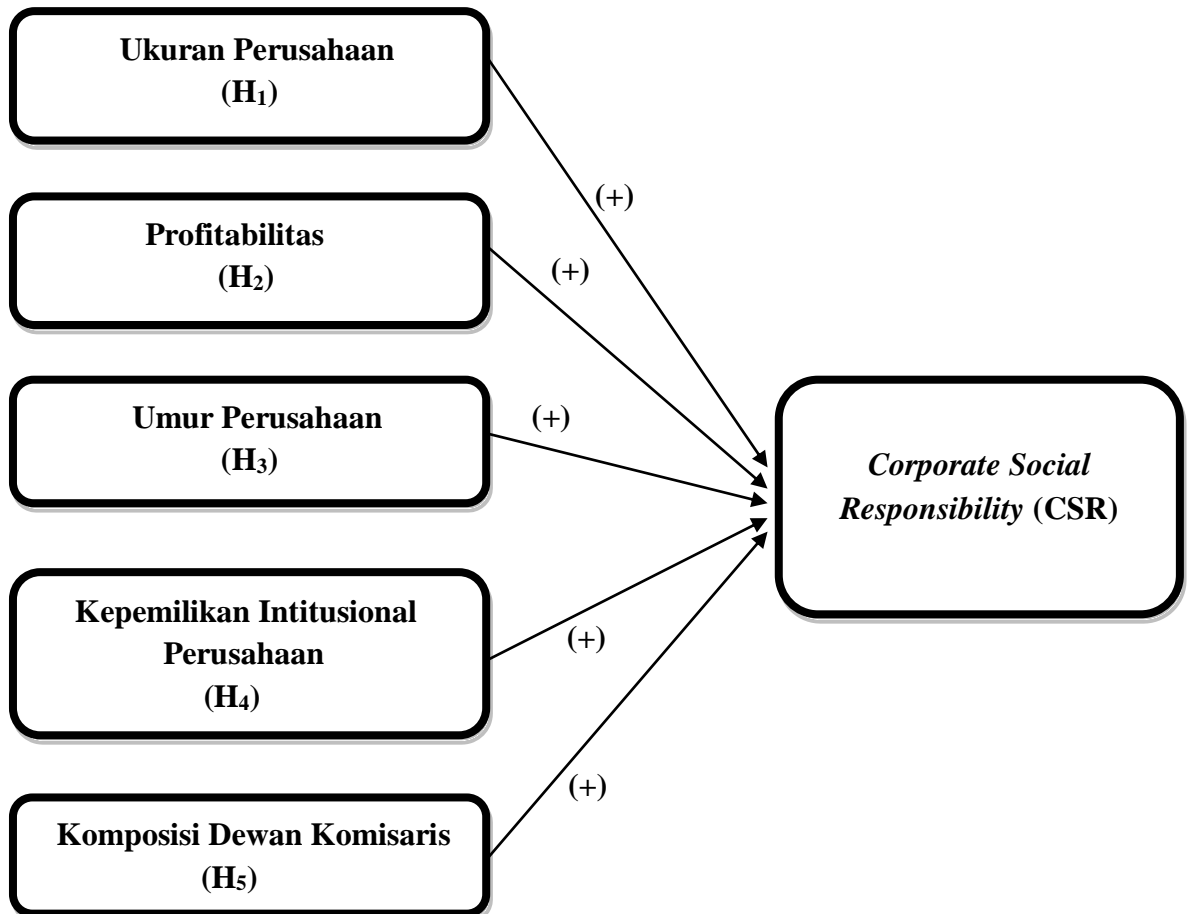 Ukuran Perusahaan
(H₁)
(+)
Profitabilitas
(H₂)
(+)
Umur Perusahaan
(H₃)
(+)
Corporate Social
Responsibility (CSR)
Kepemilikan Intitusional
Perusahaan
(H₄)
(+)
Komposisi Dewan Komisaris
(H₅)
(+)